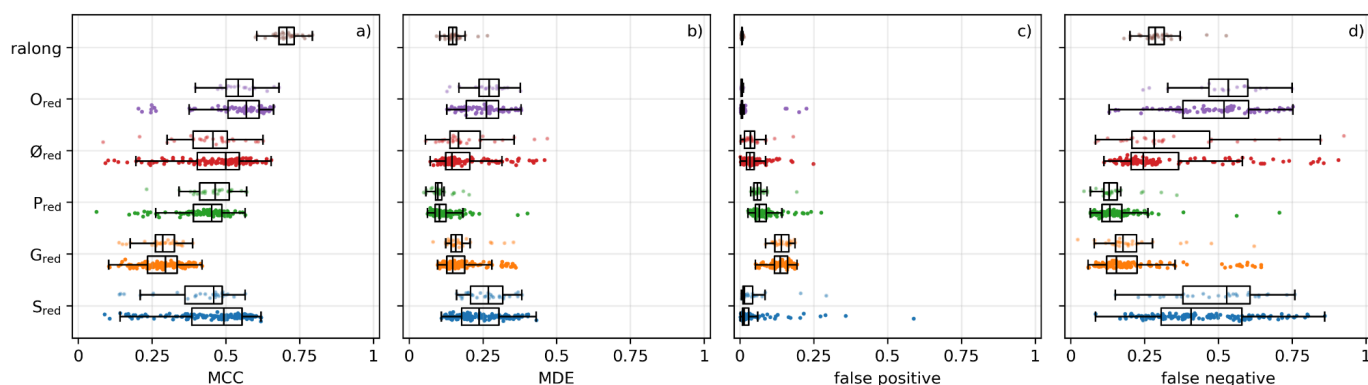 a) b) c) d)
ralong
O_red
Ø_red
P_red
G_red
S_red
0 0.25 0.5 0.75 1 0 0.25 0.5 0.75 1 0 0.25 0.5 0.75 1 0 0.25 0.5 0.75 1
MCC MDE false positive false negative